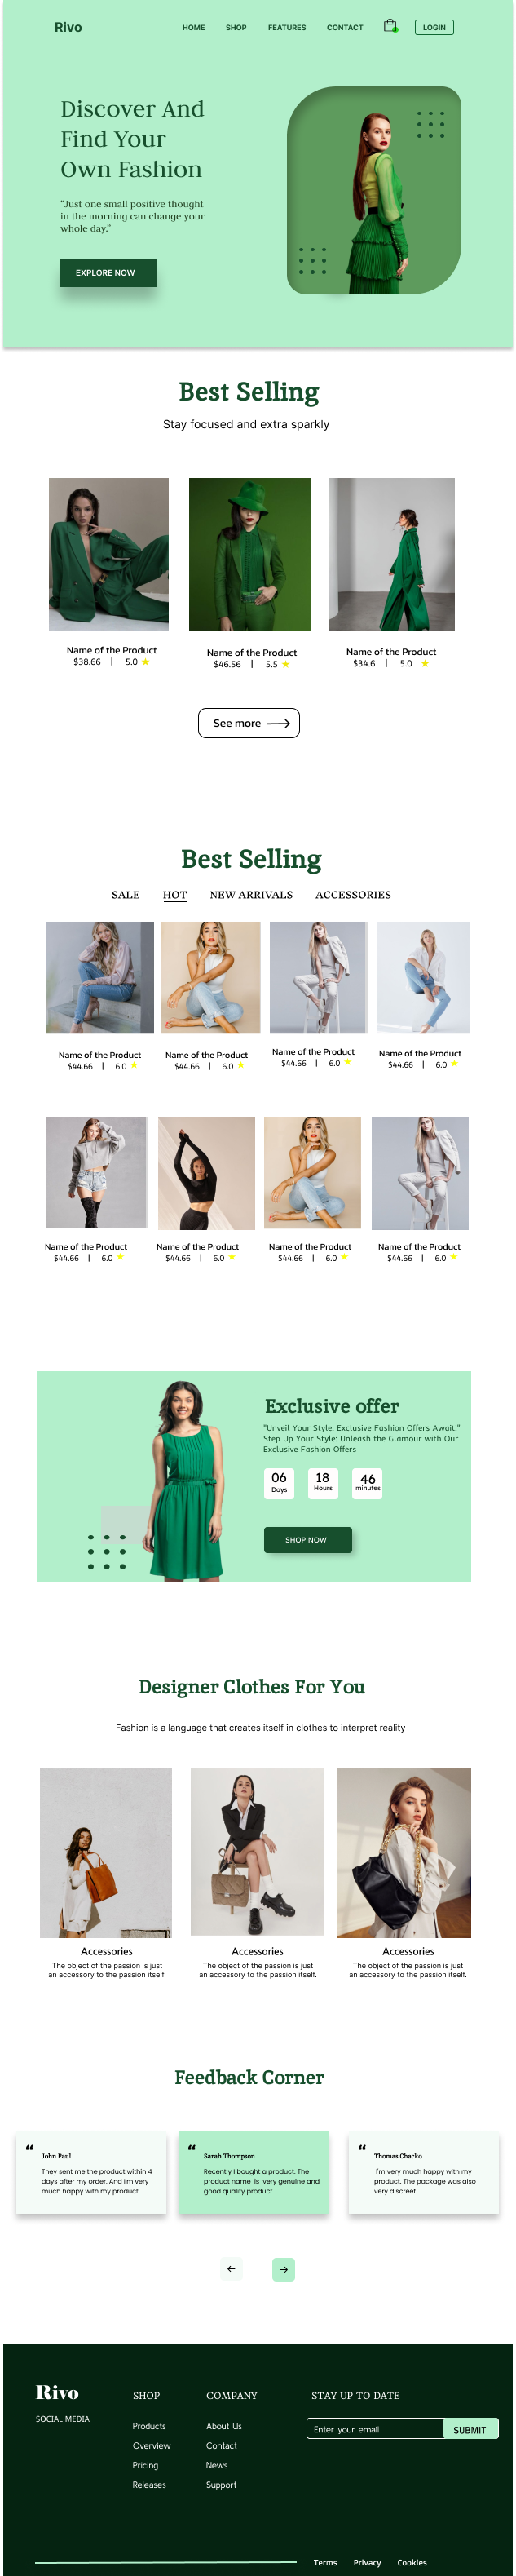 Rivo
HOME SHOP FEATURES CONTACT LOGIN
Discover And
Find Your
Own Fashion
“Just one small positive thought
in the morning can change your
whole day.”
EXPLORE NOW
Best Selling
Stay focused and extra sparkly
Name of the Product
$38.66 | 5.0
Name of the Product
$46.56 | 5.5
Name of the Product
$34.6 | 5.0
See more
Best Selling
SALE HOT NEW ARRIVALS ACCESSORIES
Name of the Product
$44.66 | 6.0
Name of the Product
$44.66 | 6.0
Name of the Product
$44.66 | 6.0
Name of the Product
$44.66 | 6.0
Name of the Product
$44.66 | 6.0
Name of the Product
$44.66 | 6.0
Name of the Product
$44.66 | 6.0
Name of the Product
$44.66 | 6.0
Exclusive offer
"Unveil Your Style: Exclusive Fashion Offers Await!"
Step Up Your Style: Unleash the Glamour with Our
Exclusive Fashion Offers
06 18 46
Days Hours minutes
SHOP NOW
Designer Clothes For You
Fashion is a language that creates itself in clothes to interpret reality
Accessories
The object of the passion is just
an accessory to the passion itself.
Accessories
The object of the passion is just
an accessory to the passion itself.
Accessories
The object of the passion is just
an accessory to the passion itself.
Feedback Corner
“
John Paul
They sent me the product within 4
days after my order. And I'm very
much happy with my product.
“
Sarah Thompson
Recently I bought a product. The
product name is very genuine and
good quality product.
“
Thomas Chacko
I'm very much happy with my
product. The package was also
very discreet..
Rivo
SOCIAL MEDIA
SHOP
Products
Overview
Pricing
Releases
COMPANY
About Us
Contact
News
Support
STAY UP TO DATE
Enter your email SUBMIT
Terms Privacy Cookies